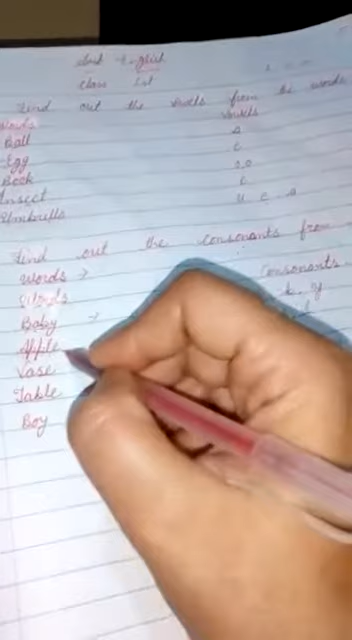 Sub English
Class 1st
Find out the vowels from the words
Words Vowels
Ball a
Egg e
Book o,o
Insect e
Umbrella u e a
Find out the consonants from
Words > Consonants
Words b, y
Baby →
Apple
Vase
Table
Boy